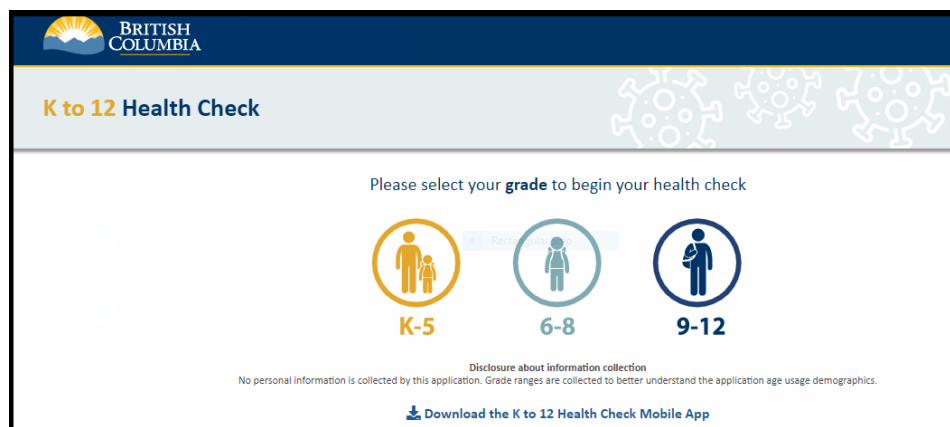 BRITISH
COLUMBIA
K to 12 Health Check
Please select your grade to begin your health check
K-5
6-8
9-12
Disclosure about information collection
No personal information is collected by this application. Grade ranges are collected to better understand the application age usage demographics.
Download the K to 12 Health Check Mobile App